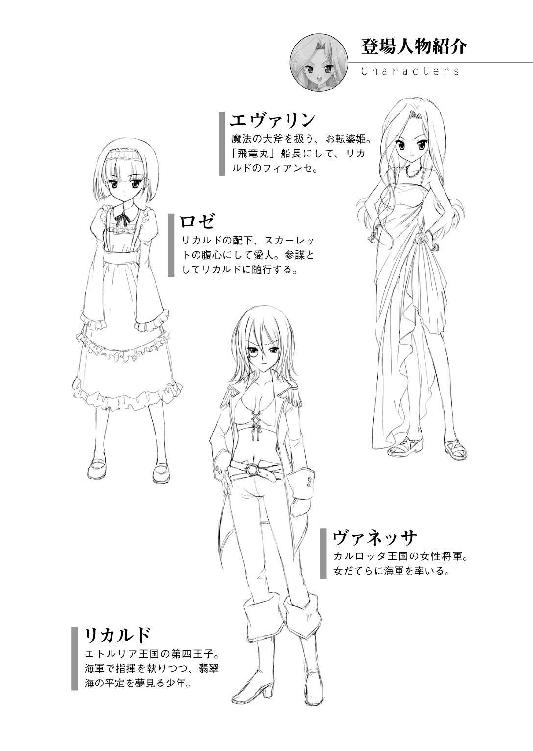 登場人物紹介
Characters
エヴァリン
魔法の大斧を扱う、お転婆姫。
「飛竜丸」船長にして、リカ
ルドのフィアンセ。
ロゼ
リカルドの配下、スカーレッ
トの腹心にして愛人。参謀と
してリカルドに随行する。
ヴァネッサ
カルロッタ王国の女性将軍。
女だてらに海軍を率いる。
リカルド
エトルリア王国の第四王子。
海軍で指揮を執りつつ、翡翠
海の平定を夢見る少年。